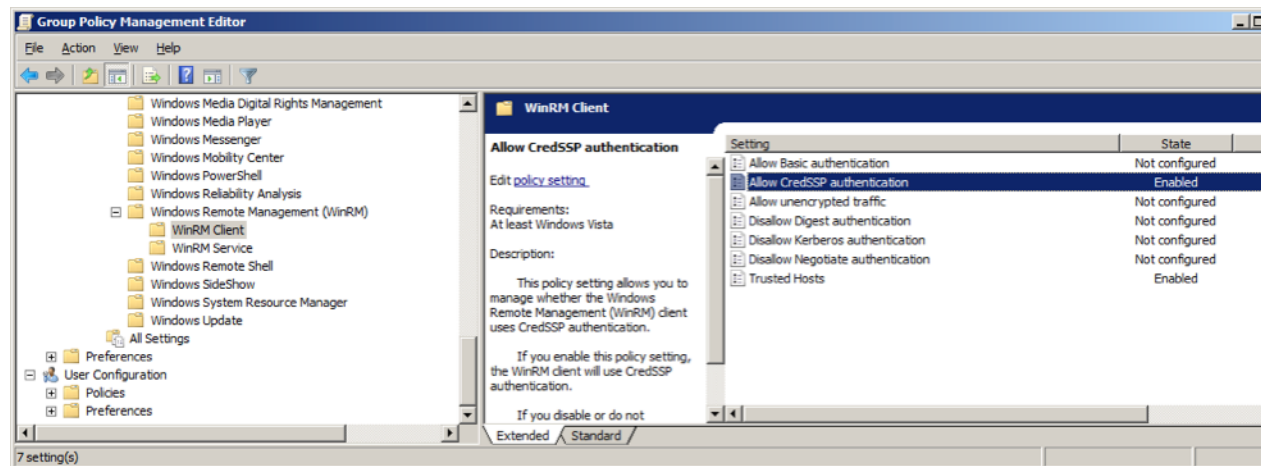 Group Policy Management Editor
File Action View Help
Windows Media Digital Rights Management
Windows Media Player
Windows Messenger
Windows Mobility Center
Windows PowerShell
Windows Reliability Analysis
Windows Remote Management (WinRM)
WinRM Client
WinRM Service
Windows Remote Shell
Windows SideShow
Windows System Resource Manager
Windows Update
All Settings
Preferences
User Configuration
Policies
Preferences
WinRM Client
Allow CredSSP authentication
Edit policy setting
Requirements:
At least Windows Vista
Description:
This policy setting allows you to
manage whether the Windows
Remote Management (WinRM) client
uses CredSSP authentication.
If you enable this policy setting,
the WinRM client will use CredSSP
authentication.
If you disable or do not
Setting State
Allow Basic authentication Not configured
Allow CredSSP authentication Enabled
Allow unencrypted traffic Not configured
Disallow Digest authentication Not configured
Disallow Kerberos authentication Not configured
Disallow Negotiate authentication Not configured
Trusted Hosts Enabled
Extended Standard
7 setting(s)